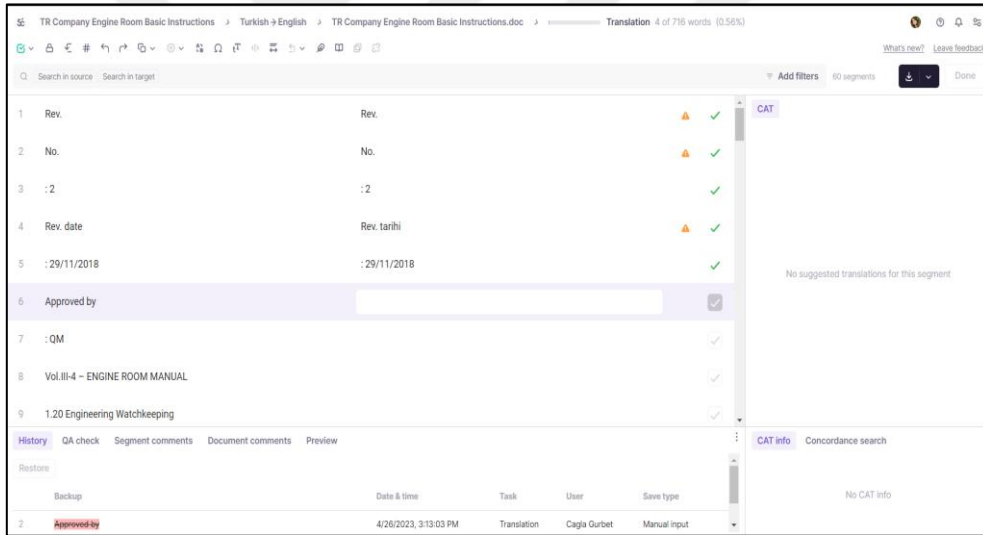 TR Company Engine Room Basic Instructions › Turkish → English › TR Company Engine Room Basic Instructions.doc › Translation 4 of 716 words (0.56%)
What's new? Leave feedback
Search in source Search in target Add filters 60 segments Done
1 Rev. Rev.
2 No. No.
3 : 2 : 2
4 Rev. date Rev. tarihi
5 : 29/11/2018 : 29/11/2018
6 Approved by
7 : QM
8 Vol.III-4 – ENGINE ROOM MANUAL
9 1.20 Engineering Watchkeeping
CAT
No suggested translations for this segment
History QA check Segment comments Document comments Preview
Restore
Backup Date & time Task User Save type
2 Approved by 4/26/2023, 3:13:03 PM Translation Cagla Gurbet Manual input
CAT info Concordance search
No CAT info